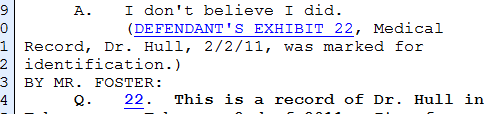 9 A. I don't believe I did.
0 (DEFENDANT'S EXHIBIT 22, Medical
1 Record, Dr. Hull, 2/2/11, was marked for
2 identification.)
3 BY MR. FOSTER:
4 Q. 22. This is a record of Dr. Hull in